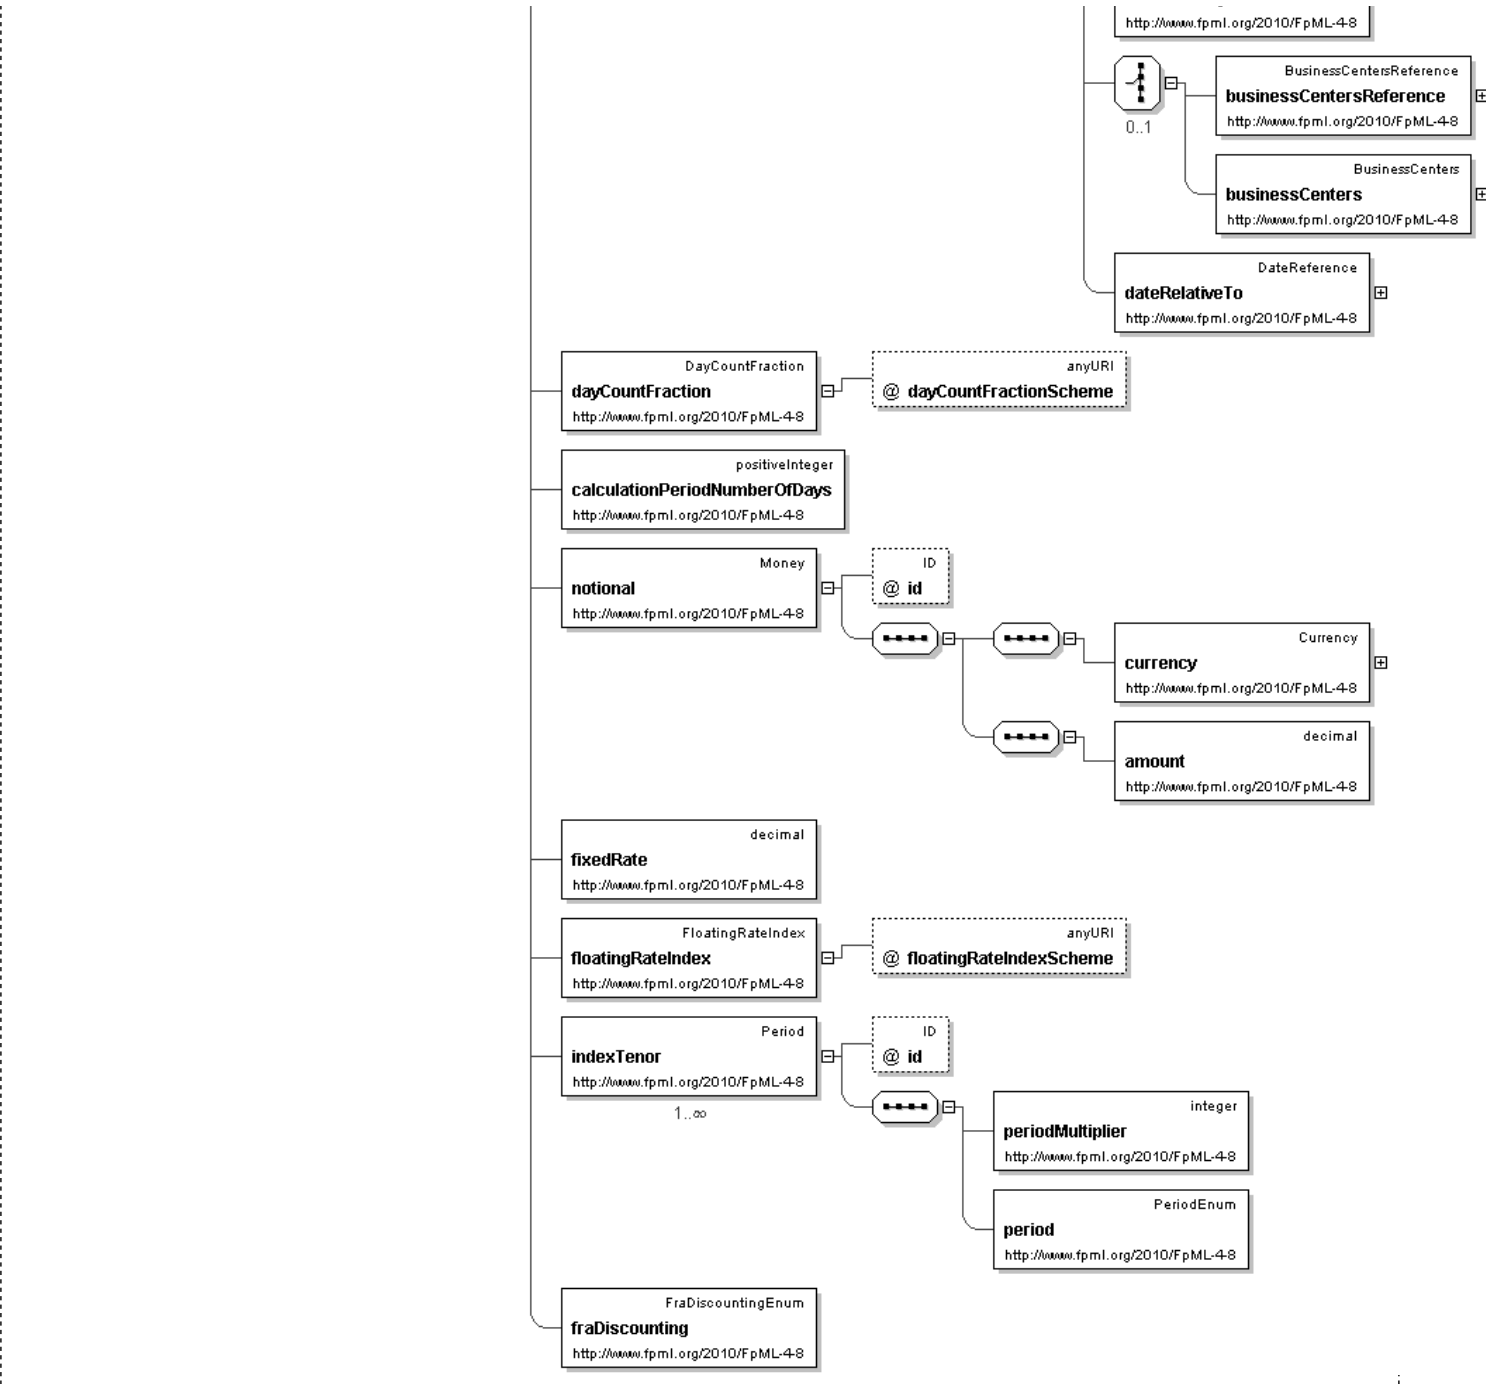 http://www.fpml.org/2010/FpML-4-8
BusinessCentersReference
businessCentersReference
http://www.fpml.org/2010/FpML-4-8
0..1
BusinessCenters
businessCenters
http://www.fpml.org/2010/FpML-4-8
DateReference
dateRelativeTo
http://www.fpml.org/2010/FpML-4-8
DayCountFraction
dayCountFraction
http://www.fpml.org/2010/FpML-4-8
anyURI
@ dayCountFractionScheme
positiveInteger
calculationPeriodNumberOfDays
http://www.fpml.org/2010/FpML-4-8
Money
notional
http://www.fpml.org/2010/FpML-4-8
ID
@ id
Currency
currency
http://www.fpml.org/2010/FpML-4-8
decimal
amount
http://www.fpml.org/2010/FpML-4-8
decimal
fixedRate
http://www.fpml.org/2010/FpML-4-8
FloatingRateIndex
floatingRateIndex
http://www.fpml.org/2010/FpML-4-8
anyURI
@ floatingRateIndexScheme
Period
indexTenor
http://www.fpml.org/2010/FpML-4-8
1..∞
ID
@ id
integer
periodMultiplier
http://www.fpml.org/2010/FpML-4-8
PeriodEnum
period
http://www.fpml.org/2010/FpML-4-8
FraDiscountingEnum
fraDiscounting
http://www.fpml.org/2010/FpML-4-8